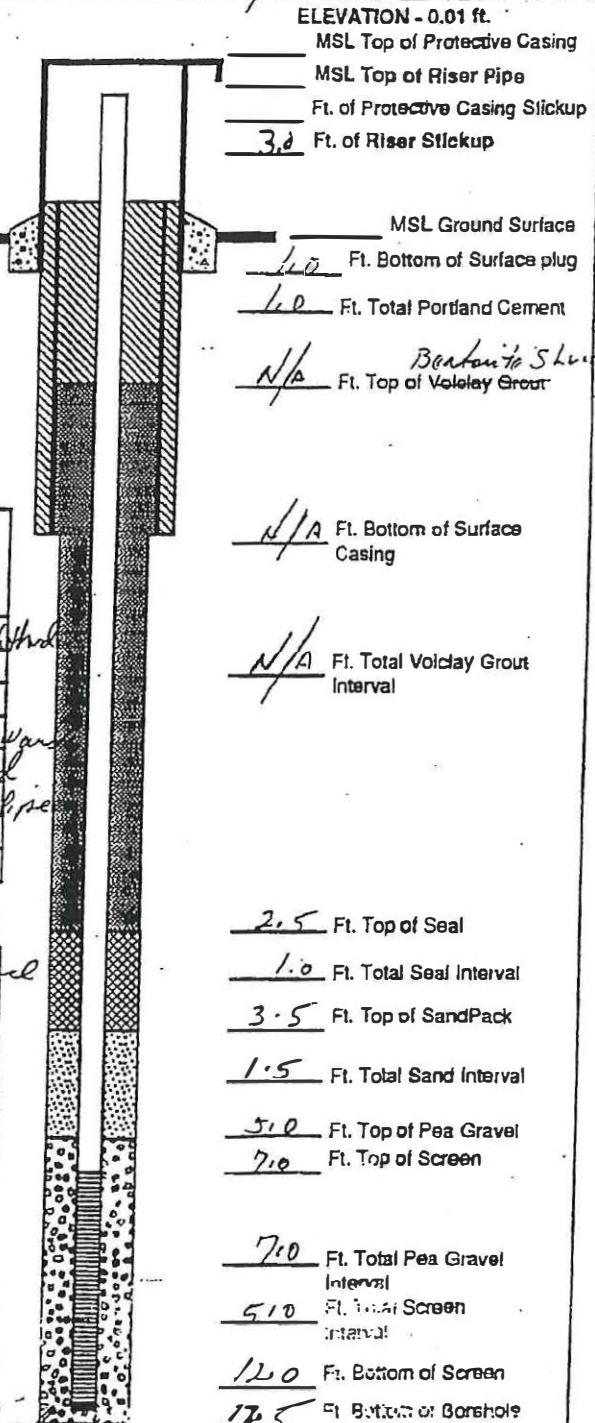 ELEVATION - 0.01 ft.
MSL Top of Protective Casing
MSL Top of Riser Pipe
Ft. of Protective Casing Slickup
3.0 Ft. of Riser Stickup
MSL Ground Surface
1.0 Ft. Bottom of Surface plug
1.0 Ft. Total Portland Cement
Bentonite
N/A Ft. Top of Volclay Grout
N/A Ft. Bottom of Surface
Casing
N/A Ft. Total Volclay Grout
Interval
2.5 Ft. Top of Seal
1.0 Ft. Total Seal Interval
3.5 Ft. Top of SandPack
1.5 Ft. Total Sand Interval
5.0 Ft. Top of Pea Gravel
7.0 Ft. Top of Screen
7.0 Ft. Total Pea Gravel
Interval
5.0 Ft. Total Screen
Interval
12.0 Ft. Bottom of Screen
12.5 Ft. Bottom of Borehole